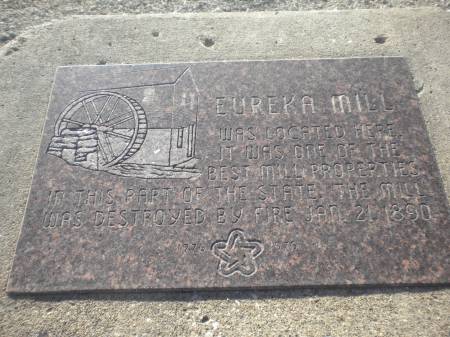 EUREKA MILL
WAS LOCATED HERE.
IT WAS ONE OF THE
BEST MILL PROPERTIES
IN THIS PART OF THE STATE. THE MILL
WAS DESTROYED BY FIRE JAN. 21, 1890
1776 1976